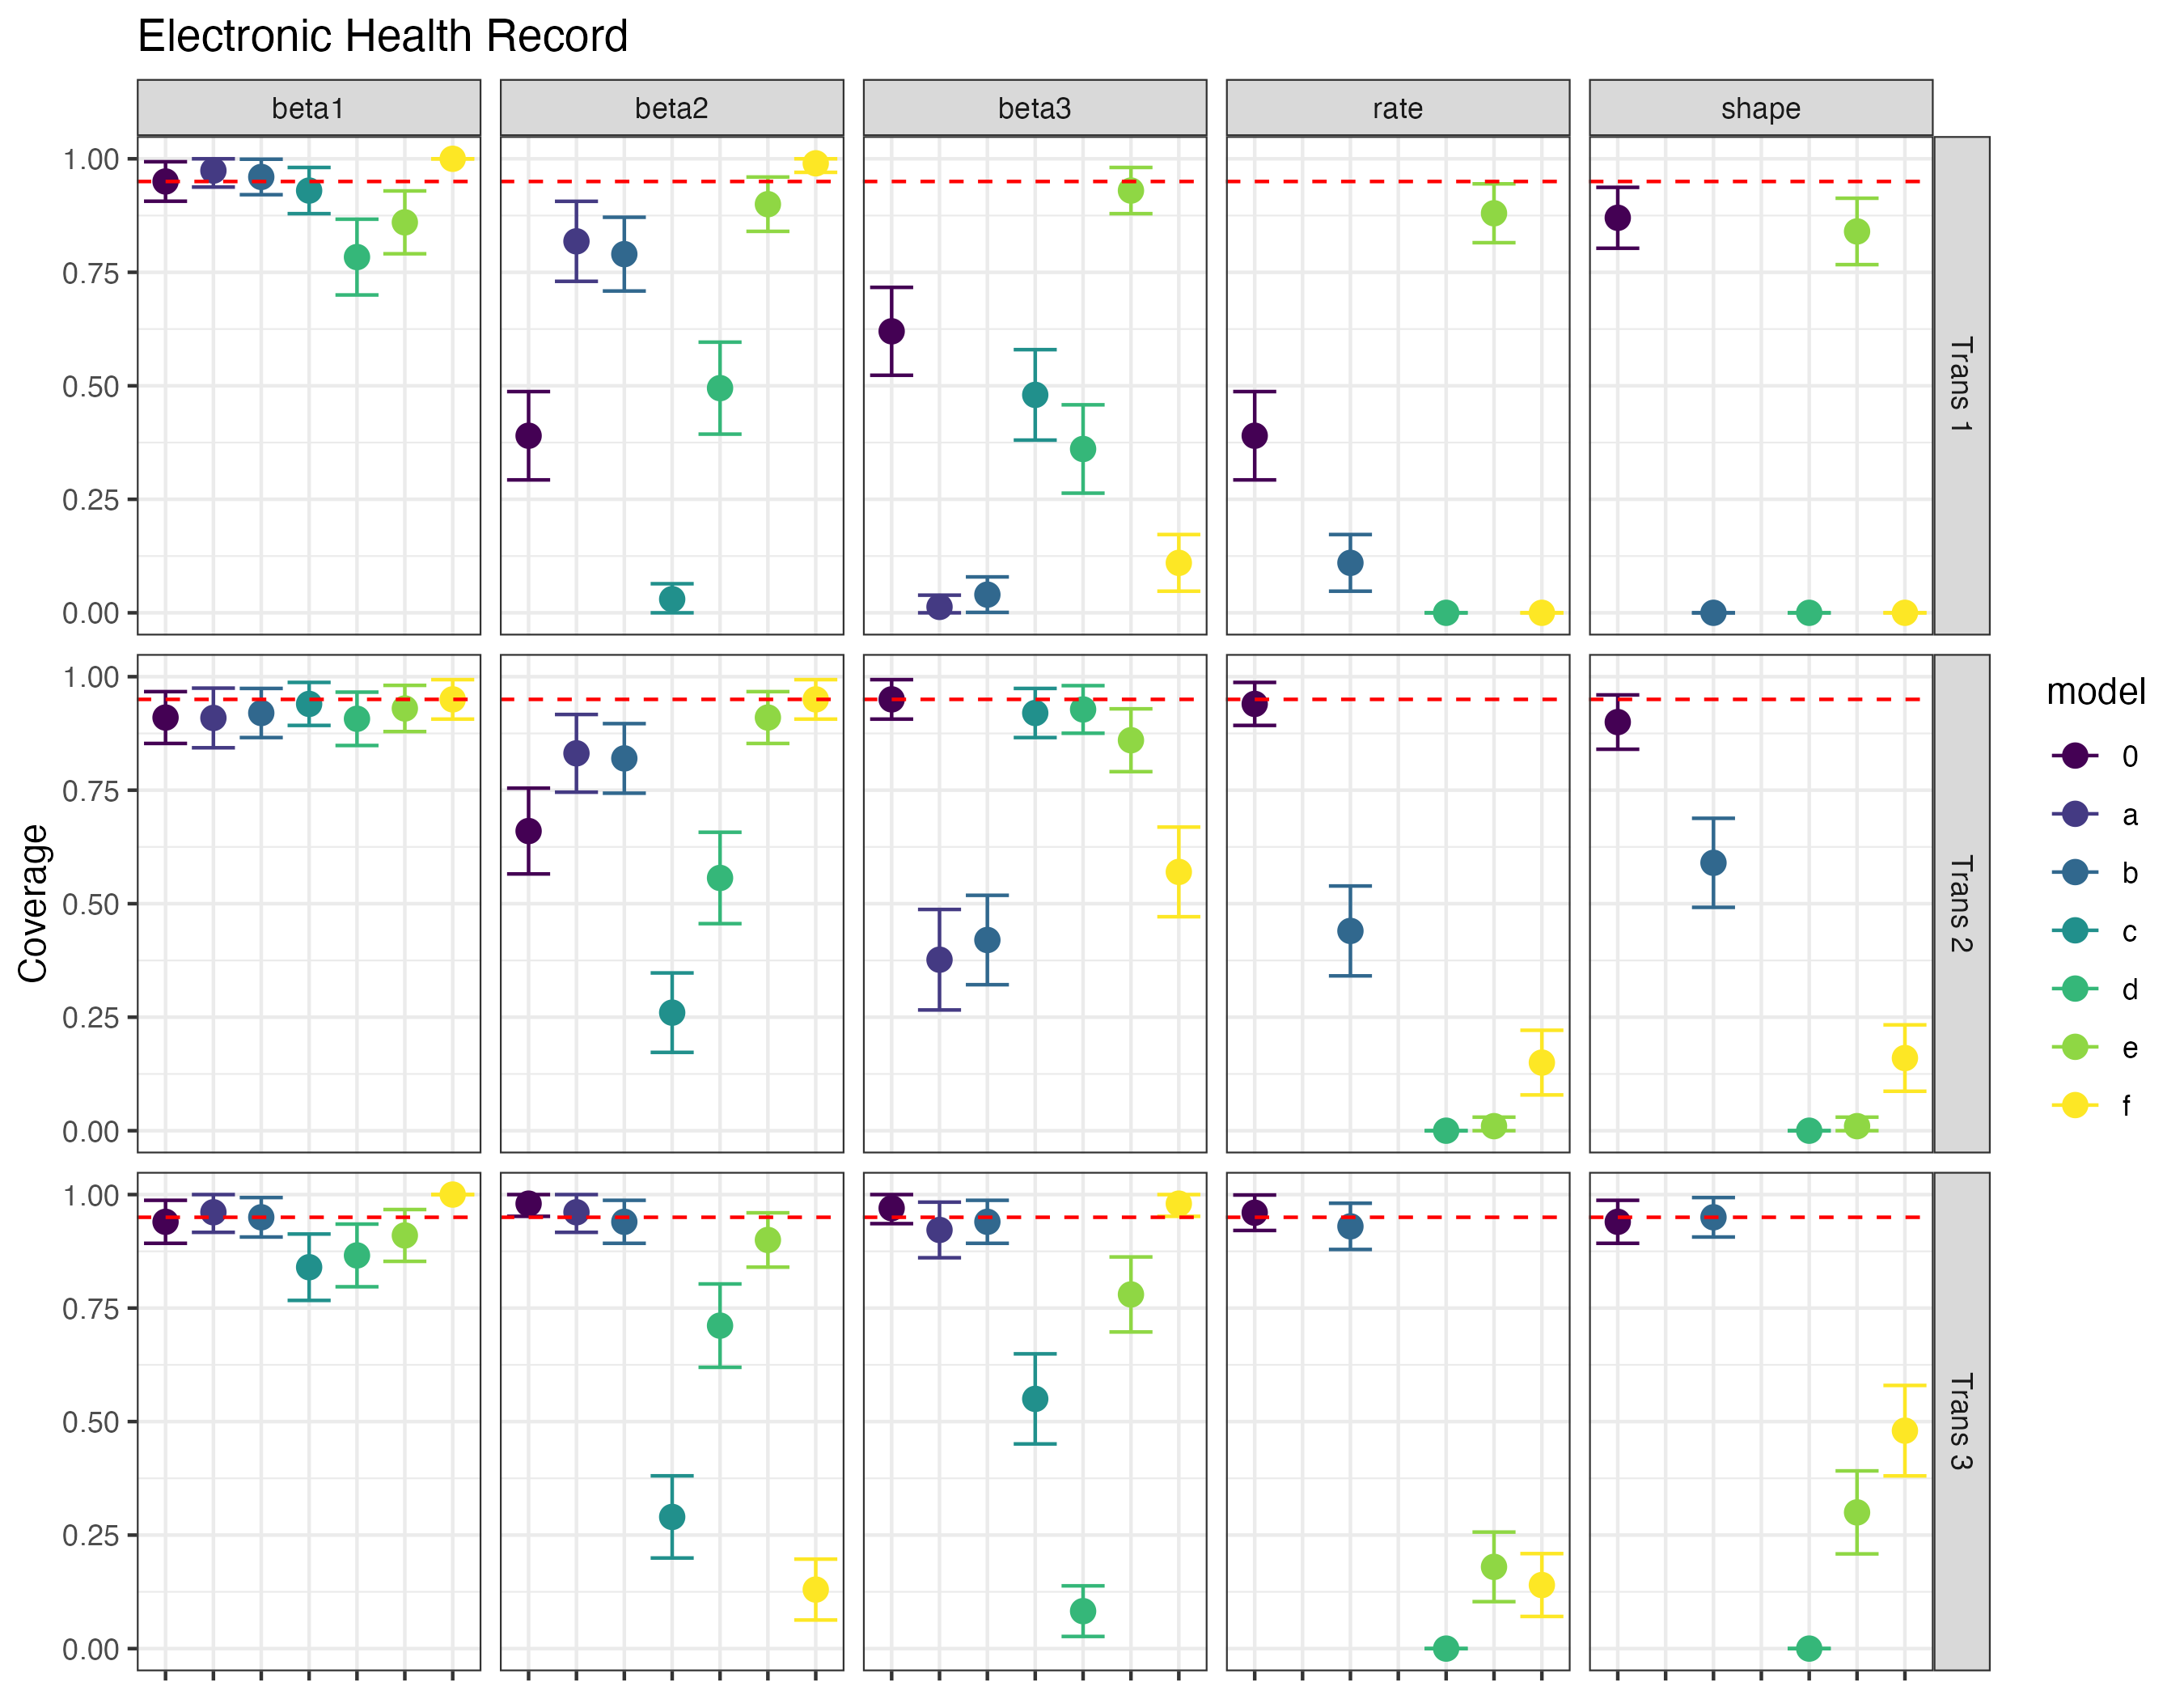 Electronic Health Record
beta1
beta2
beta3
rate
shape
1.00
0.75
0.50
0.25
0.00
Trans 1
1.00
0.75
0.50
0.25
0.00
Trans 2
1.00
0.75
0.50
0.25
0.00
Trans 3
Coverage
model
0
a
b
c
d
e
f